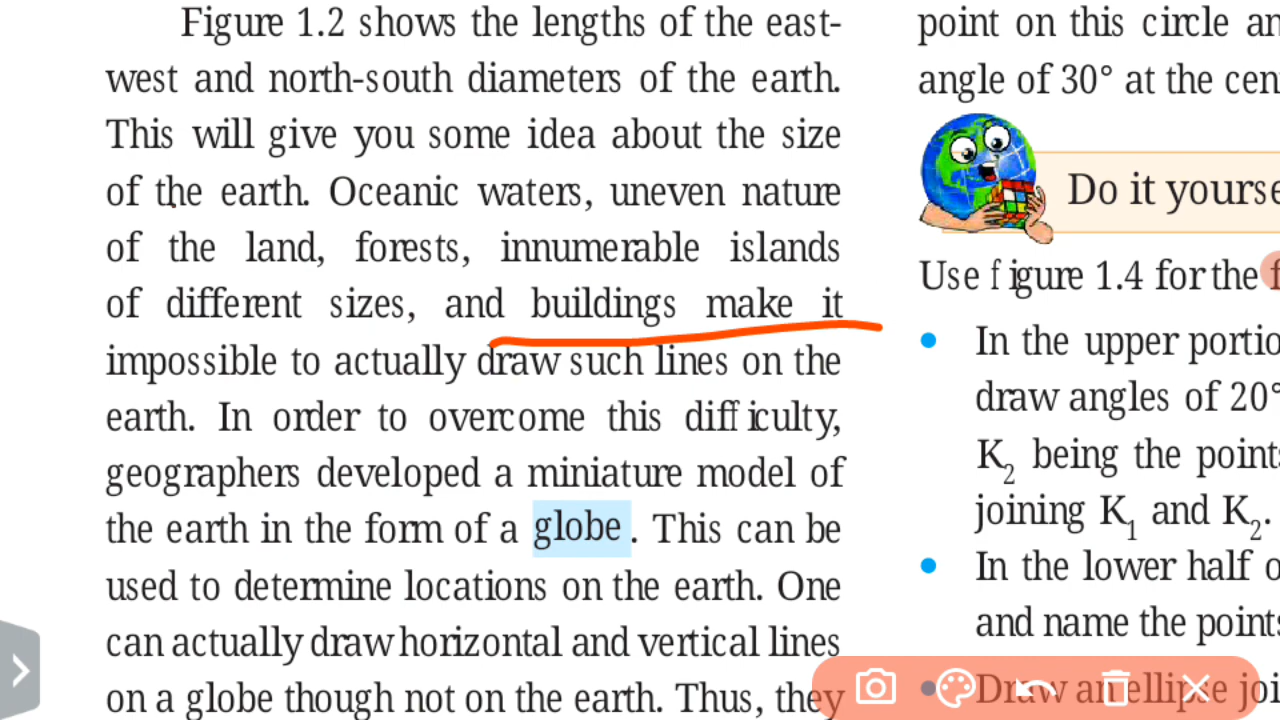 Figure 1.2 shows the lengths of the east-
west and north-south diameters of the earth.
This will give you some idea about the size
of the earth. Oceanic waters, uneven nature
of the land, forests, innumerable islands
of different sizes, and buildings make it
impossible to actually draw such lines on the
earth. In order to overcome this difficulty,
geographers developed a miniature model of
the earth in the form of a globe. This can be
used to determine locations on the earth. One
can actually draw horizontal and vertical lines
on a globe though not on the earth. Thus, they
point on this circle
angle of 30° at the
Do it
Use figure 1.4 for the
In the upper
draw angles of 20°
K₂ being the
joining K₁ and K₂.
In the lower half
and name the
Draw an ellipse